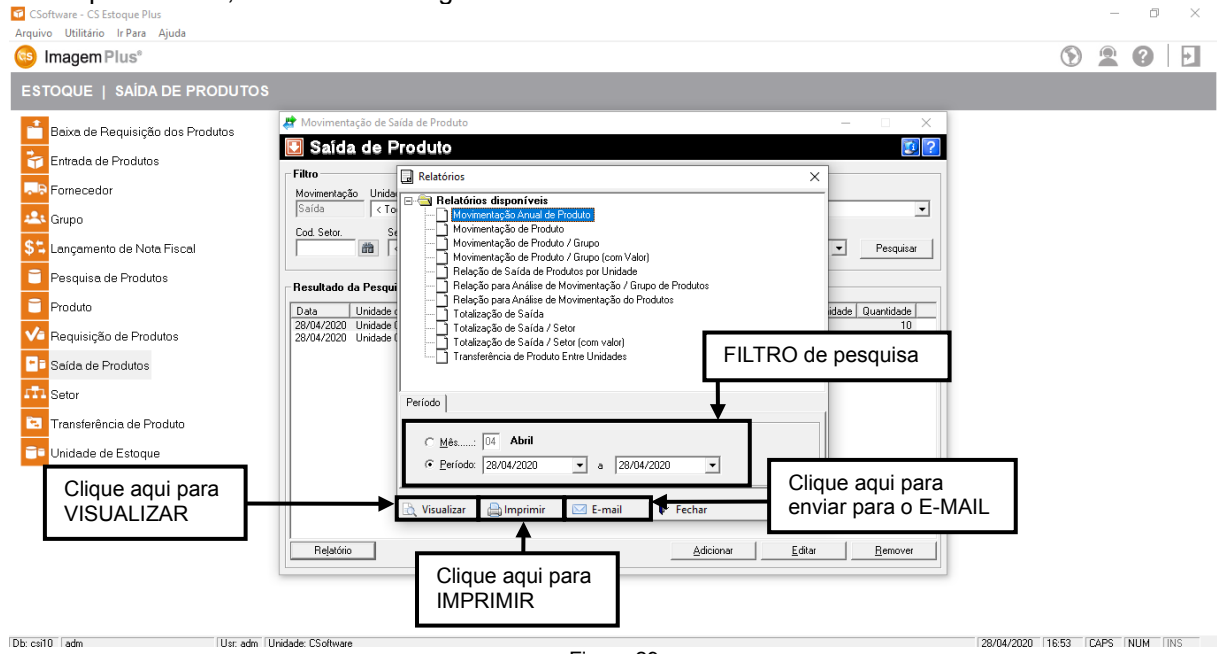 CSoftware - CS Estoque Plus
Arquivo Utilitário Ir Para Ajuda
cis ImagemPlus®
ESTOQUE | SAÍDA DE PRODUTOS
Baixa de Requisição dos Produtos
Entrada de Produtos
Fornecedor
Grupo
Lançamento de Nota Fiscal
Pesquisa de Produtos
Produto
Requisição de Produtos
Saída de Produtos
Setor
Transferência de Produto
Unidade de Estoque
Movimentação de Saída de Produto
Saída de Produto
Filtro
Movimentação
Saída
Cod. Setor.
Pesquisar
Data
Quantidade
28/04/2020 Unidade 10
28/04/2020 Unidade
Relatórios
Relatórios disponíveis
Movimentação Anual de Produto
Movimentação de Produto
Movimentação de Produto / Grupo
Movimentação de Produto / Grupo (com Valor)
Relação de Saída de Produtos por Unidade
Relação para Análise de Movimentação / Grupo de Produtos
Relação para Análise de Movimentação do Produtos
Totalização de Saída
Totalização de Saída / Setor
Totalização de Saída / Setor (com valor)
Transferência de Produto Entre Unidades
FILTRO de pesquisa
Período
Mês......: 04 Abril
Período: 28/04/2020 a 28/04/2020
Visualizar Imprimir E-mail Fechar
Clique aqui para
VISUALIZAR
Clique aqui para
enviar para o E-MAIL
Clique aqui para
IMPRIMIR
Relatório Adicionar Editar Remover
Db: csi10 adm Usr: adm Unidade: CSoftware 28/04/2020 16:53 CAPS NUM INS